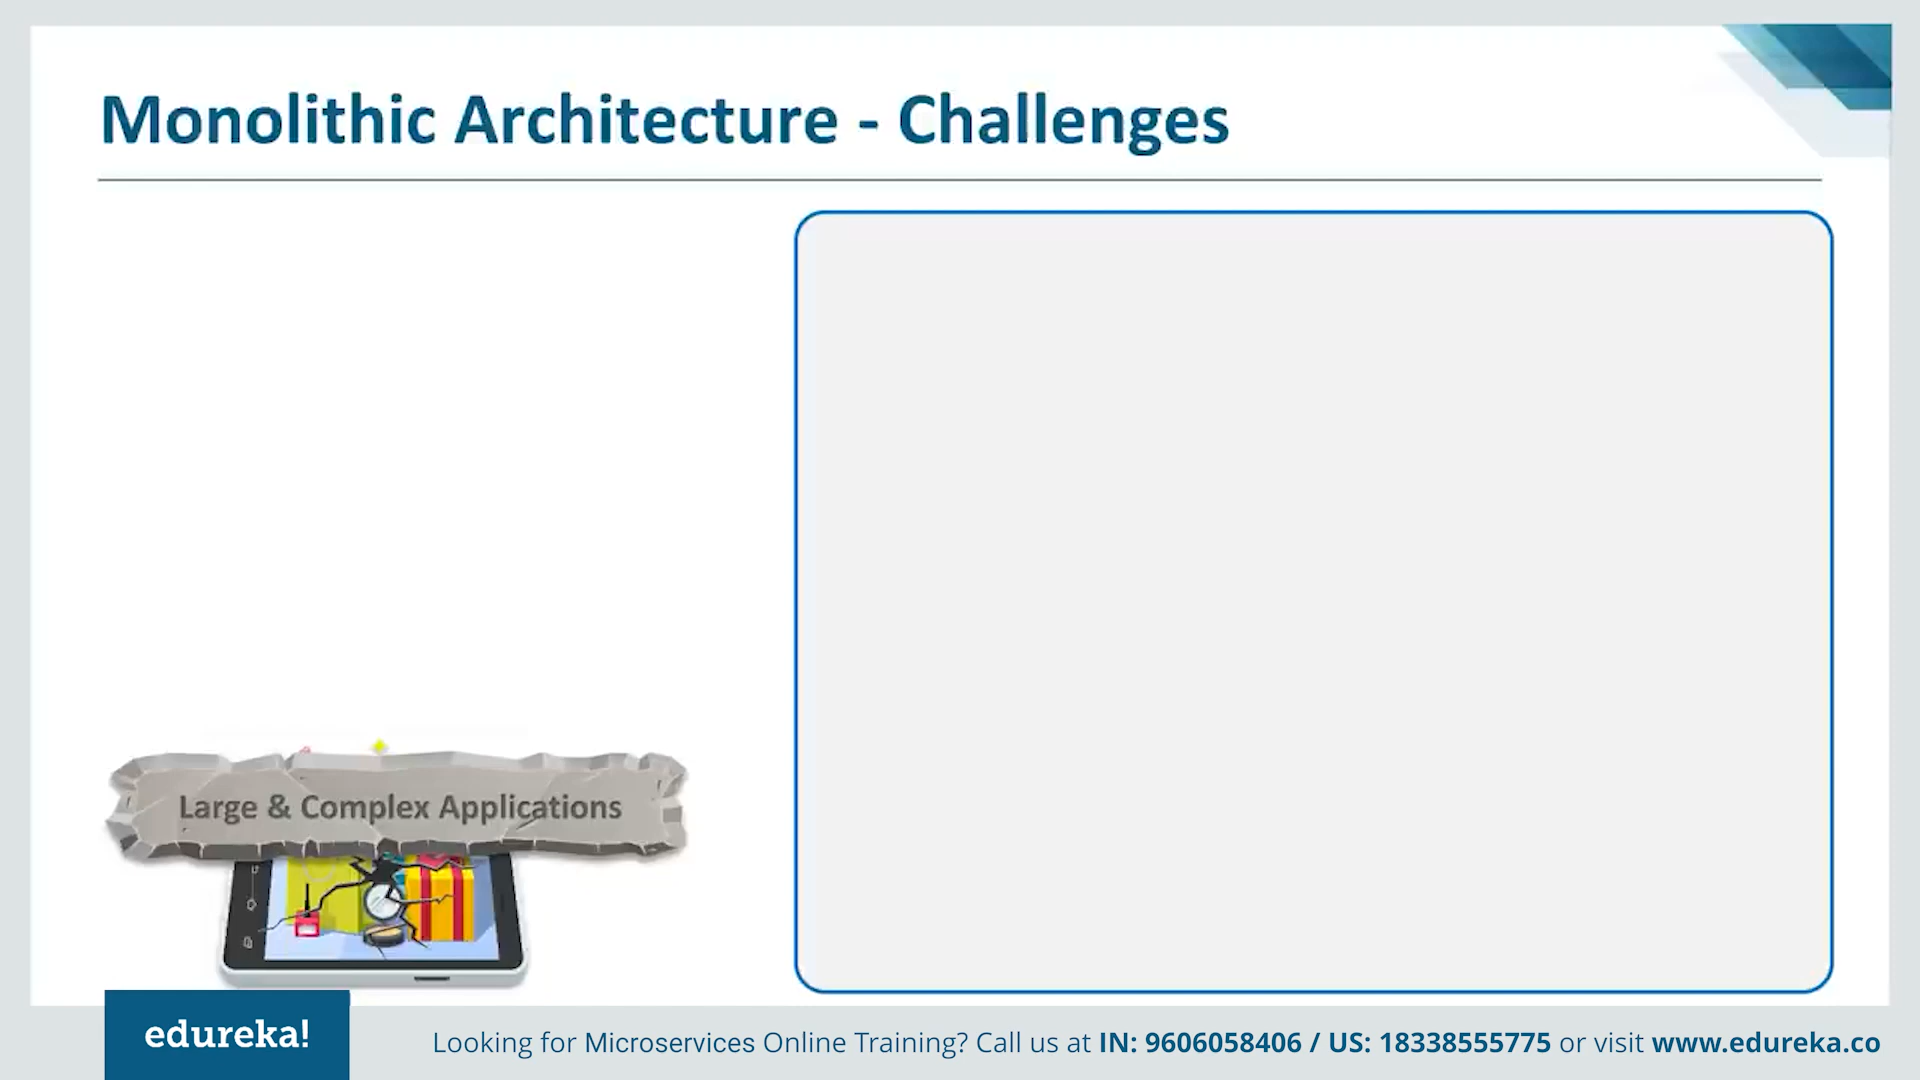 Monolithic Architecture - Challenges
Large & Complex Applications
edureka!
Looking for Microservices Online Training? Call us at IN: 9606058406 / US: 18338555775 or visit www.edureka.co